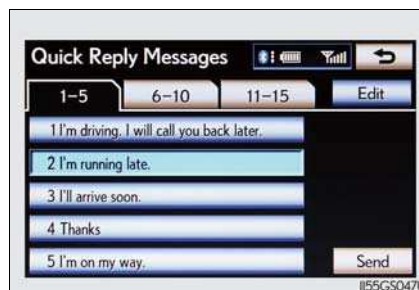 Quick Reply Messages
1-5 6-10 11-15 Edit
1 I'm driving. I will call you back later.
2 I'm running late.
3 I'll arrive soon.
4 Thanks
5 I'm on my way.
Send
II55GS047